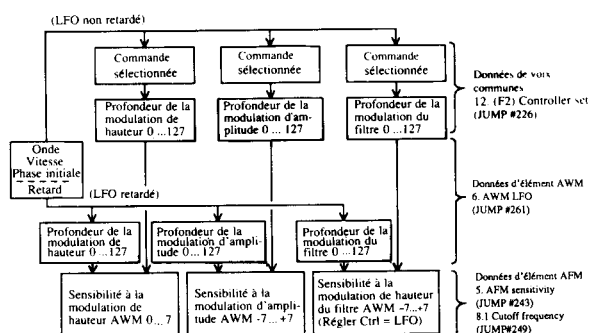 (LFO non retardé)
Commande
sélectionnée
Commande
sélectionnée
Commande
sélectionnée
Profondeur de la
modulation de
hauteur 0 ...127
Profondeur de la
modulation d'am-
plitude 0 ...127
Profondeur de la
modulation du
filtre 0 ...127
Données de voix
communes
12. (F2) Controller set
(JUMP #226)
Onde
Vitesse
Phase initiale
Retard
(LFO retardé)
Données d'élément AWM
6. AWM LFO
(JUMP #261)
Profondeur de la
modulation de
hauteur 0...127
Profondeur de la
modulation d'ampli-
tude 0...127
Profondeur de la
modulation du
filtre 0...127
Sensibilité à la
modulation de
hauteur AWM 0...7
Sensibilité à la
modulation d'ampli-
tude AWM -7...+7
Sensibilité à la
modulation de hauteur
du filtre AWM -7...+7
(Régler Ctrl = LFO)
Données d'élément AFM
5. AFM sensitivity
(JUMP #243)
8.1 Cutoff frequency
(JUMP#249)